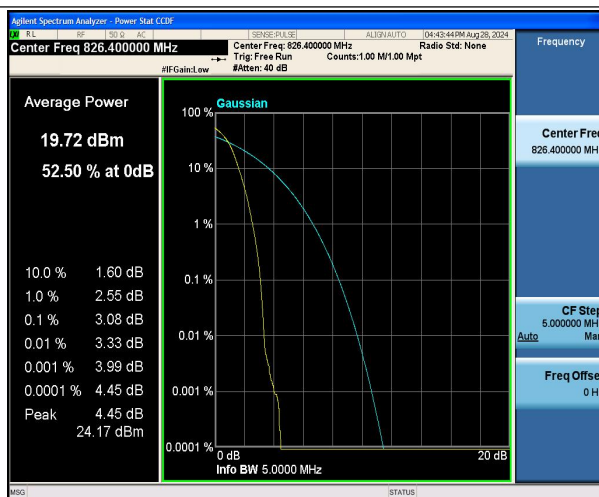 Agilent Spectrum Analyzer - Power Stat CCDF
LXI RL RF 50 Ω AC SENSE:PULSE ALIGNAUTO 04:43:44 PM Aug 28, 2024
Center Freq 826.400000 MHz
Center Freq: 826.400000 MHz Radio Std: None
Trig: Free Run Counts:1.00 M/1.00 Mpt
#IFGain:Low #Atten: 40 dB
Frequency
Average Power
19.72 dBm
52.50 % at 0dB
10.0 % 1.60 dB
1.0 % 2.55 dB
0.1 % 3.08 dB
0.01 % 3.33 dB
0.001 % 3.99 dB
0.0001 % 4.45 dB
Peak 4.45 dB
24.17 dBm
Gaussian
100 %
10 %
1 %
0.1 %
0.01 %
0.001 %
0.0001 %
0 dB 20 dB
Info BW 5.0000 MHz
Center Fre
826.400000 MH
CF Step
5.000000 MH
Auto Ma
Freq Offse
0 H
MSG STATUS